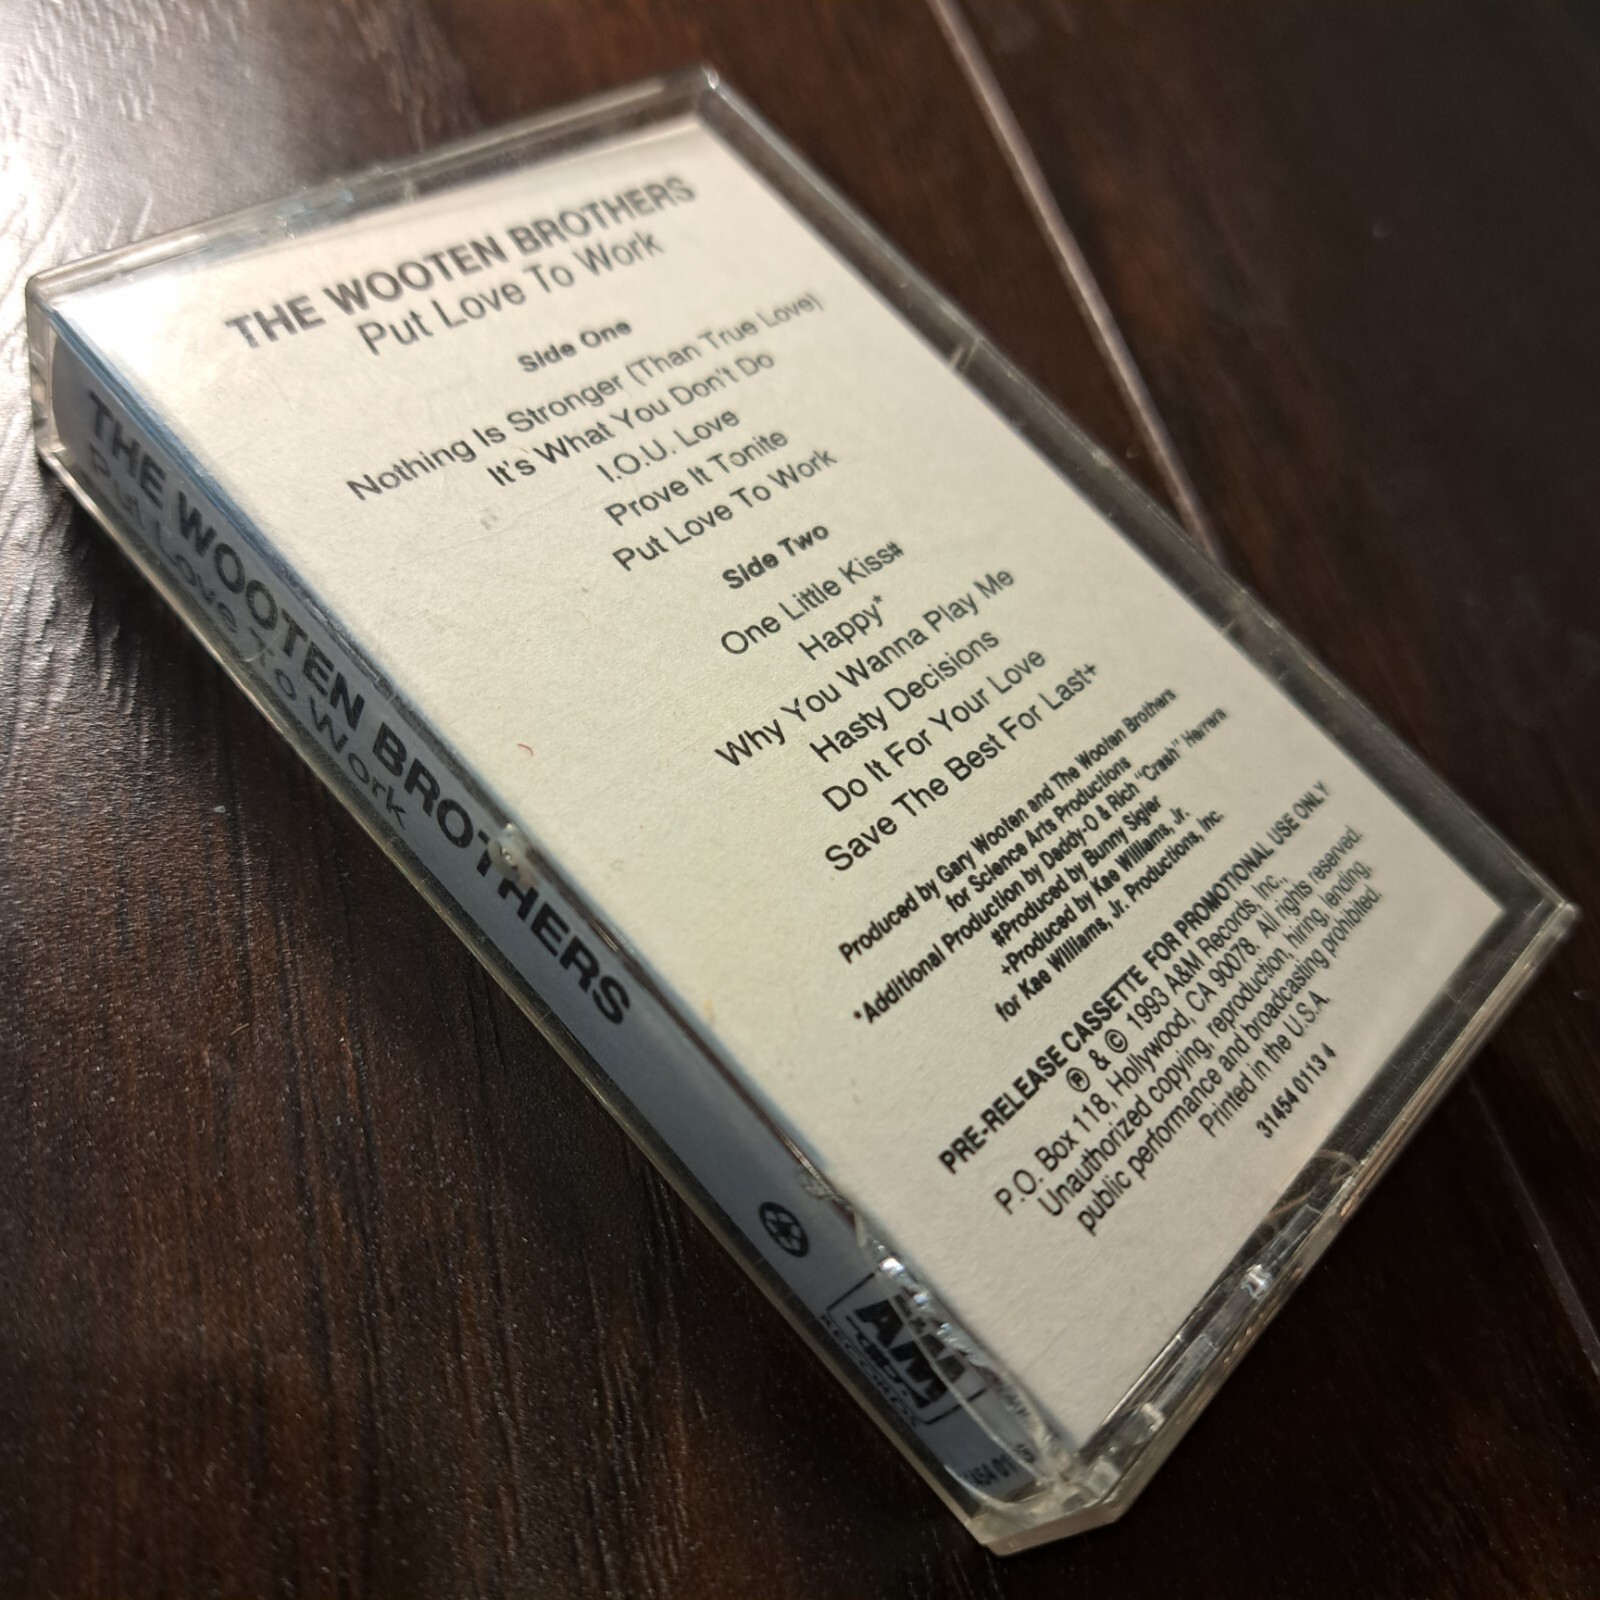 THE WOOTEN BROTHERS
Put Love To Work
Side One
Nothing Is Stronger (Than True Love)
It's What You Don't Do
I.O.U. Love
Prove It Tonite
Put Love To Work
Side Two
One Little Kiss#
Happy*
Why You Wanna Play Me
Hasty Decisions
Do It For Your Love
Save The Best For Last+
Produced by Gary Wooten and The Wooten Brothers
for Science Arts Productions
*Additional Production by Daddy-O & Rich "Crash" Herrera
#Produced by Bunny Sigler
+Produced by Kae Williams, Jr.
for Kae Williams, Jr. Productions, Inc.
PRE-RELEASE CASSETTE FOR PROMOTIONAL USE ONLY
℗ & © 1993 A&M Records, Inc.,
P.O. Box 118, Hollywood, CA 90078. All rights reserved.
Unauthorized copying, reproduction, hiring, lending,
public performance and broadcasting prohibited.
Printed in the U.S.A.
31454 0113 4
THE WOOTEN BROTHERS
Put Love To Work
A&M
RECORDS